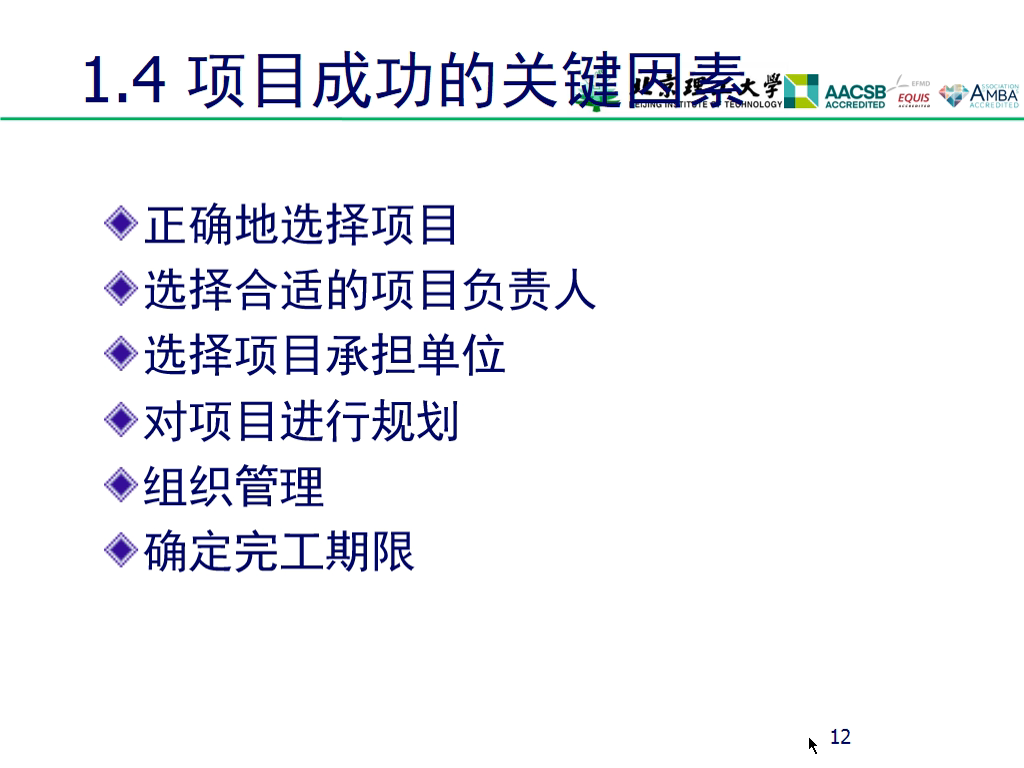 1.4 项目成功的关键因素
北京理工大学
BEIJING INSTITUTE OF TECHNOLOGY
AACSB
ACCREDITED
EFMD
EQUIS
ACCREDITED
ASSOCIATION
AMBA
ACCREDITED
正确地选择项目
选择合适的项目负责人
选择项目承担单位
对项目进行规划
组织管理
确定完工期限
12